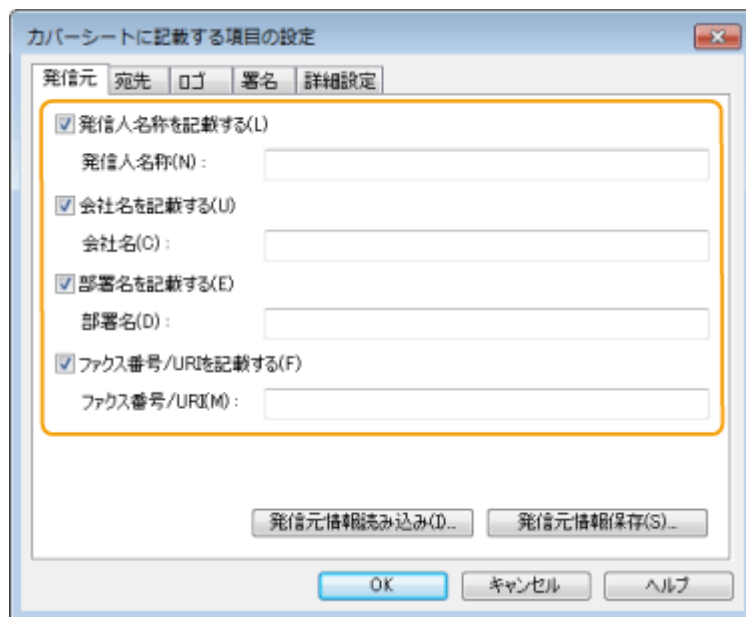 カバーシートに記載する項目の設定
発信元 宛先 ロゴ 署名 詳細設定
発信人名称を記載する(L)
発信人名称(N):
会社名を記載する(U)
会社名(C):
部署名を記載する(E)
部署名(D):
ファクス番号/URIを記載する(F)
ファクス番号/URI(M):
発信元情報読み込み(I)... 発信元情報保存(S)...
OK キャンセル ヘルプ